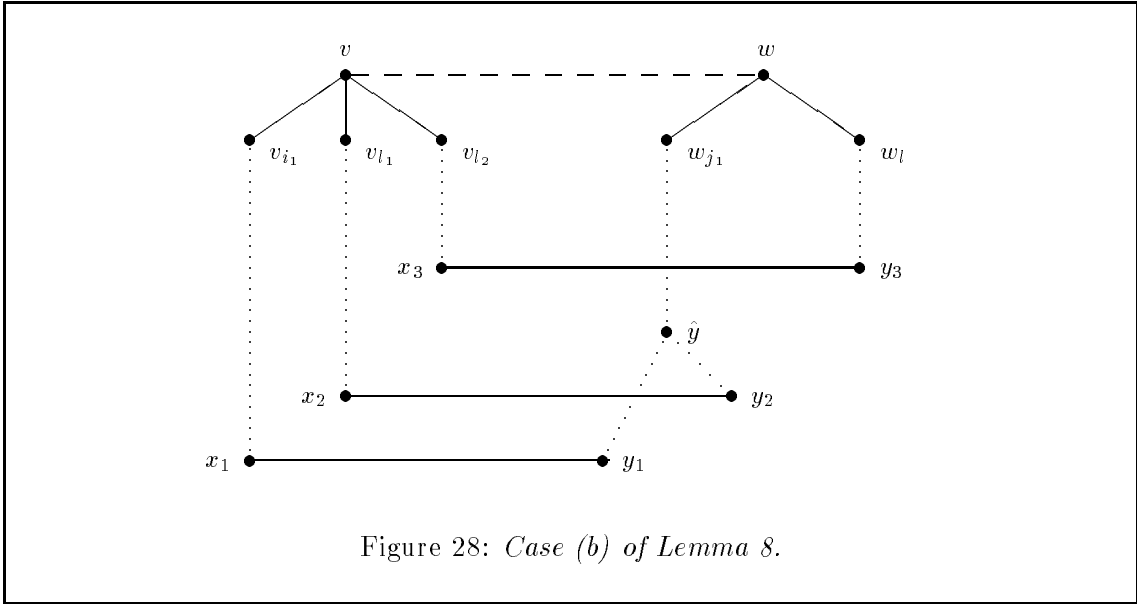 v w
v_{i_1} v_{l_1} v_{l_2} w_{j_1} w_l
x_3 y_3
ŷ
x_2 y_2
x_1 y_1
Figure 28: Case (b) of Lemma 8.